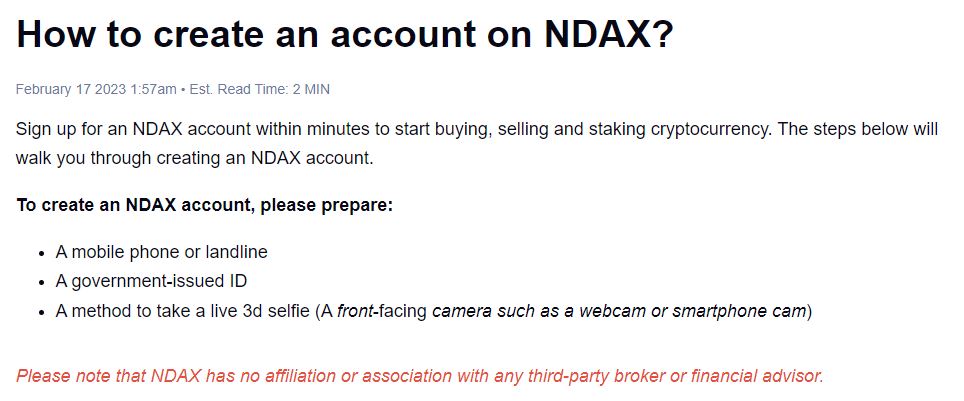 How to create an account on NDAX?
February 17 2023 1:57am • Est. Read Time: 2 MIN
Sign up for an NDAX account within minutes to start buying, selling and staking cryptocurrency. The steps below will
walk you through creating an NDAX account.
To create an NDAX account, please prepare:
• A mobile phone or landline
• A government-issued ID
• A method to take a live 3d selfie (A front-facing camera such as a webcam or smartphone cam)
Please note that NDAX has no affiliation or association with any third-party broker or financial advisor.